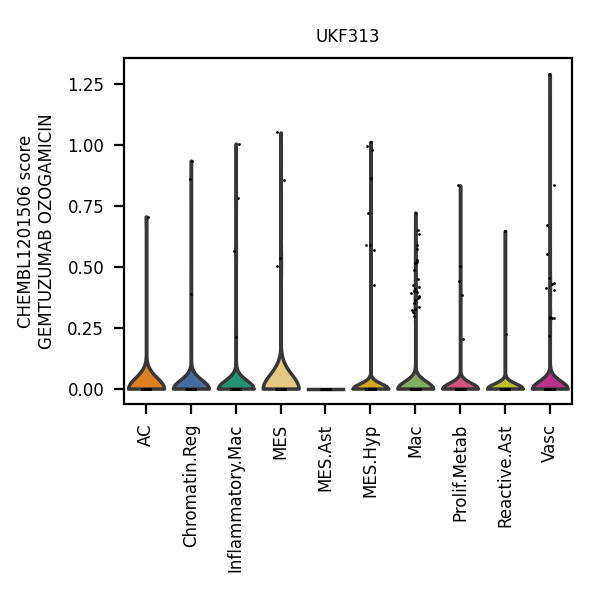 UKF313
CHEMBL1201506 score
GEMTUZUMAB OZOGAMICIN
1.25
1.00
0.75
0.50
0.25
0.00
AC
Chromatin.Reg
Inflammatory.Mac
MES
MES.Ast
MES.Hyp
Mac
Prolif.Metab
Reactive.Ast
Vasc